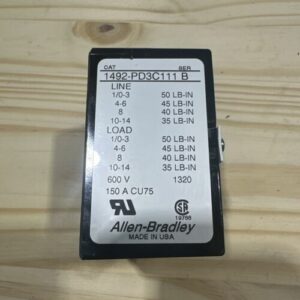 CAT SER
1492-PD3C111 B
LINE
1/0-3 50 LB-IN
4-6 45 LB-IN
8 40 LB-IN
10-14 35 LB-IN
LOAD
1/0-3 50 LB-IN
4-6 45 LB-IN
8 40 LB-IN
10-14 35 LB-IN
600 V 1320
150 A CU75
RU
SA
Allen-Bradley
MADE IN USA